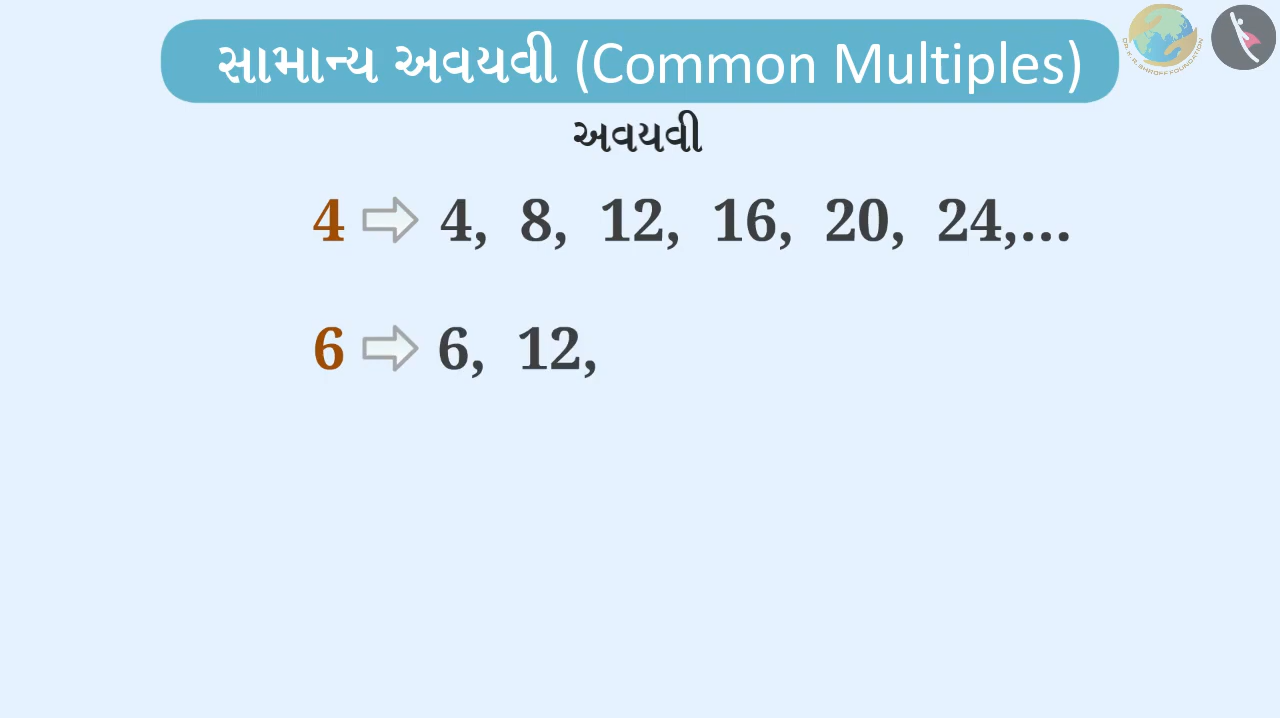 સામાન્ય અવયવી (Common Multiples)
અવયવી
4 ⇨ 4, 8, 12, 16, 20, 24,...
6 ⇨ 6, 12,